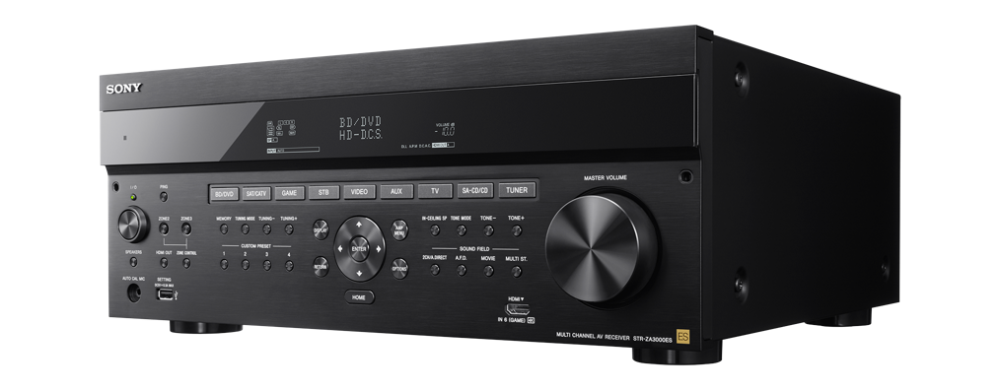 SONY
BD/DVD
HD-D.C.S.
VOLUME dB
- 10.0
MASTER VOLUME
PING
BD/DVD SAT/CATV GAME STB VIDEO AUX TV SA-CD/CD TUNER
ZONE2 ZONE3
MEMORY TUNING MODE TUNING− TUNING+
DISPLAY
AMP MENU
IN-CEILING SP TONE MODE TONE− TONE+
CUSTOM PRESET
ENTER
SOUND FIELD
SPEAKERS HDMI OUT ZONE CONTROL
1 2 3 4
RETURN
OPTIONS
2CH/A.DIRECT A.F.D. MOVIE MULTI ST.
AUTO CAL MIC
SETTING
HOME
HDMI▼
IN 6 (GAME) 4K
MULTI CHANNEL AV RECEIVER STR-ZA3000ES ES